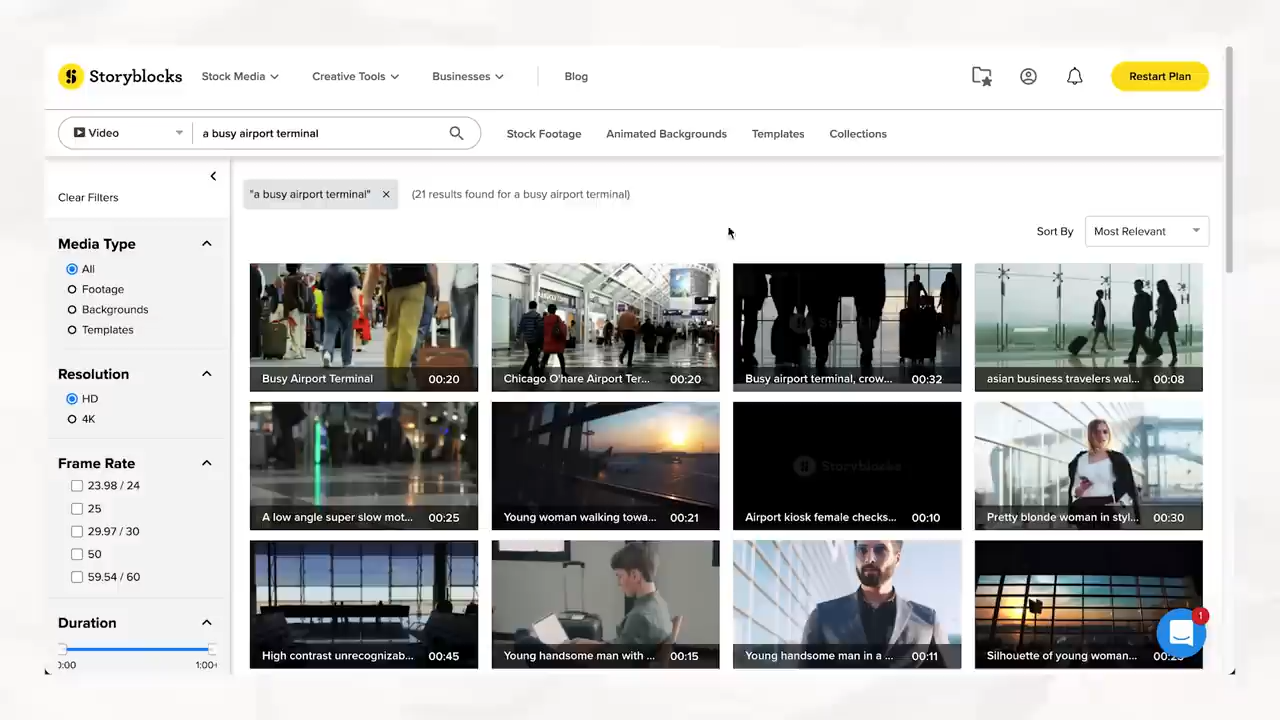 Storyblocks
Stock Media
Creative Tools
Businesses
Blog
Restart Plan
Video
a busy airport terminal
Stock Footage
Animated Backgrounds
Templates
Collections
Clear Filters
"a busy airport terminal" ×
(21 results found for a busy airport terminal)
Sort By
Most Relevant
Media Type
All
Footage
Backgrounds
Templates
Resolution
HD
4K
Frame Rate
23.98 / 24
25
29.97 / 30
50
59.54 / 60
Duration
0:00
1:00+
Busy Airport Terminal 00:20
Chicago O'hare Airport Ter... 00:20
Busy airport terminal, crow... 00:32
asian business travelers wal... 00:08
A low angle super slow mot... 00:25
Young woman walking towa... 00:21
Storyblocks
Airport kiosk female checks... 00:10
Pretty blonde woman in styl... 00:30
High contrast unrecognizab... 00:45
Young handsome man with ... 00:15
Young handsome man in a ... 00:11
Silhouette of young woman...
1